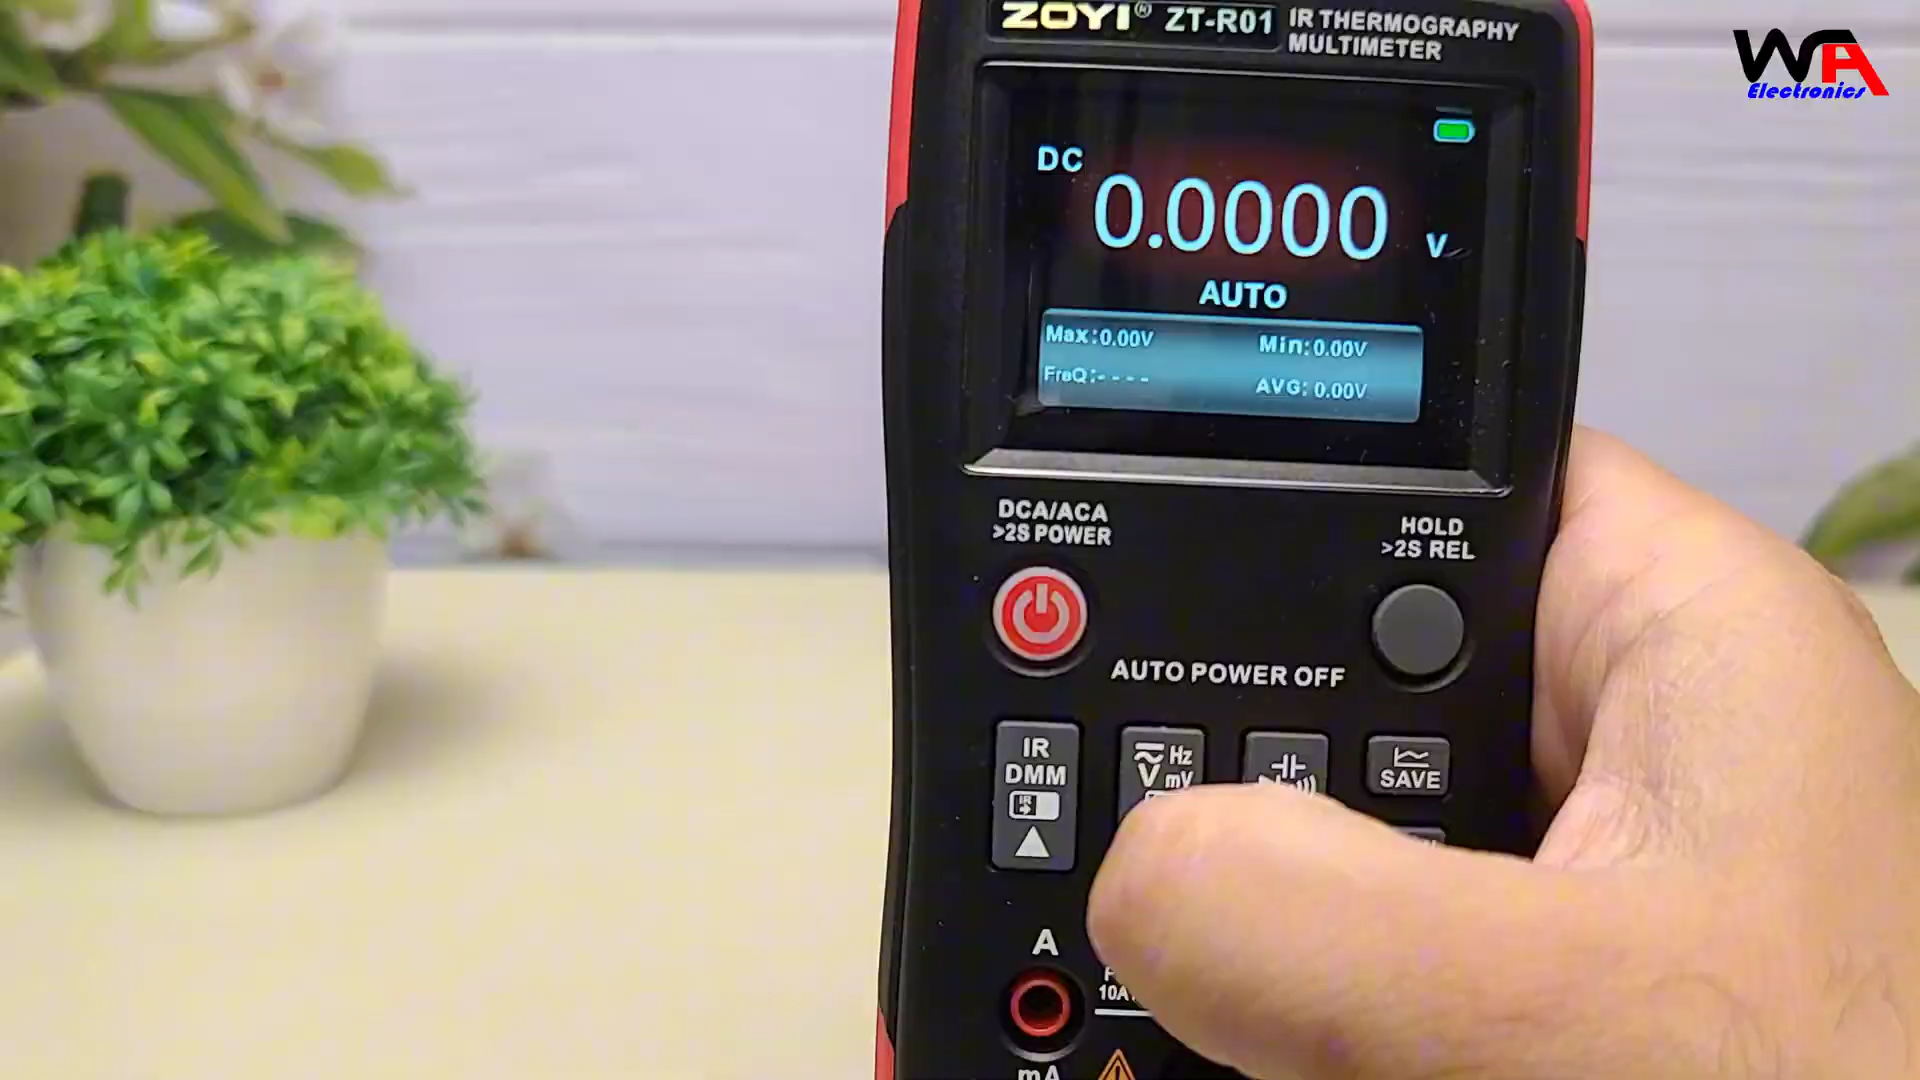 ZOYI® ZT-R01 IR THERMOGRAPHY
MULTIMETER
WA
Electronics
DC
0.0000 V
AUTO
Max:0.00V Min:0.00V
FreQ:---- AVG:0.00V
DCA/ACA
>2S POWER
HOLD
>2S REL
AUTO POWER OFF
IR
DMM
IR
Hz
V mV
SAVE
A
10A
mA